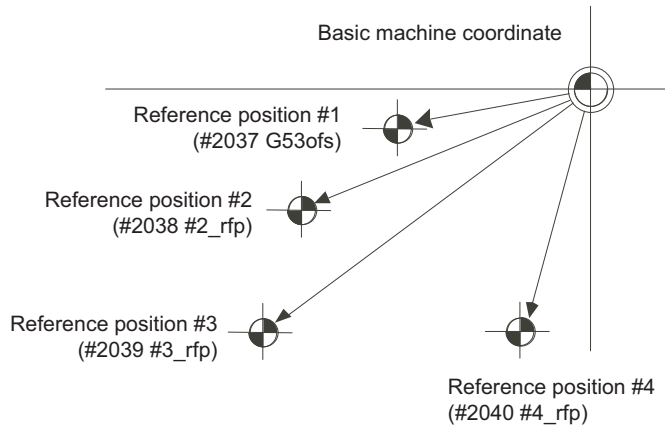 Basic machine coordinate
Reference position #1
(#2037 G53ofs)
Reference position #2
(#2038 #2_rfp)
Reference position #3
(#2039 #3_rfp)
Reference position #4
(#2040 #4_rfp)